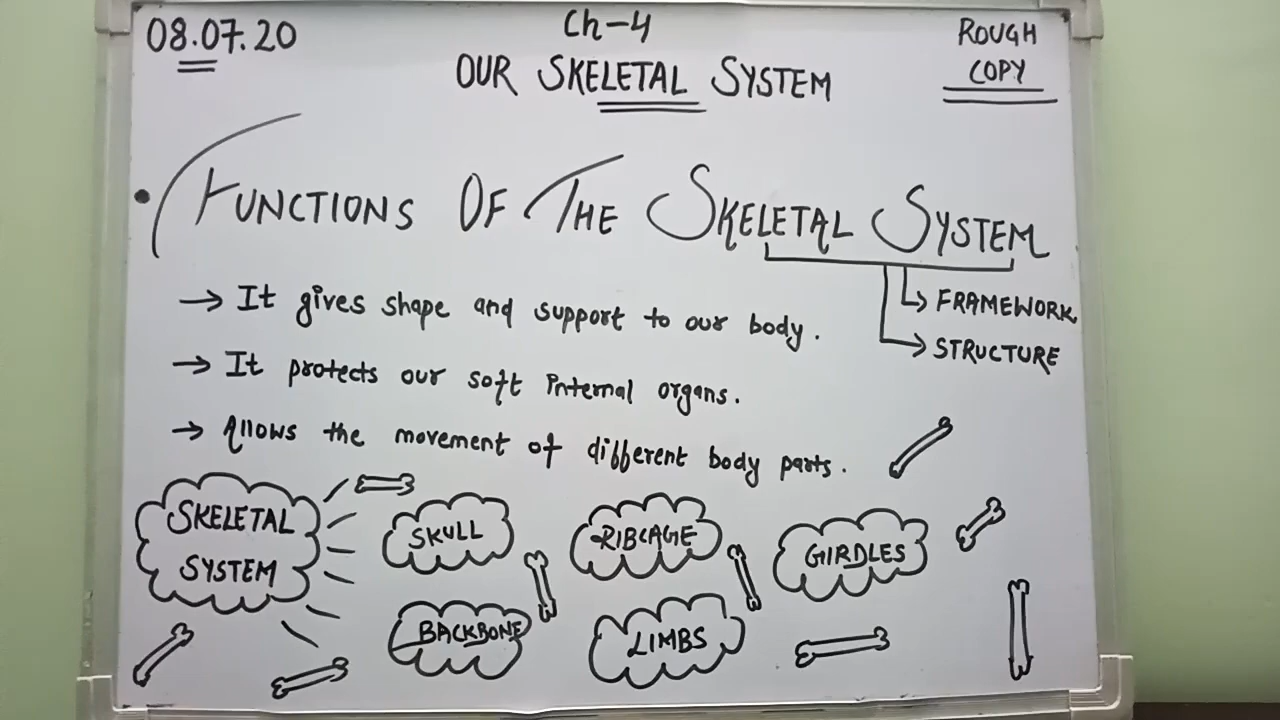 08.07.20
Ch-4
ROUGH
COPY
OUR SKELETAL SYSTEM
• FUNCTIONS OF THE SKELETAL SYSTEM
→ FRAMEWORK
→ STRUCTURE
→ It gives shape and support to our body.
→ It protects our soft internal organs.
→ Allows the movement of different body parts.
SKELETAL
SYSTEM
SKULL
RIBCAGE
GIRDLES
BACKBONE
LIMBS